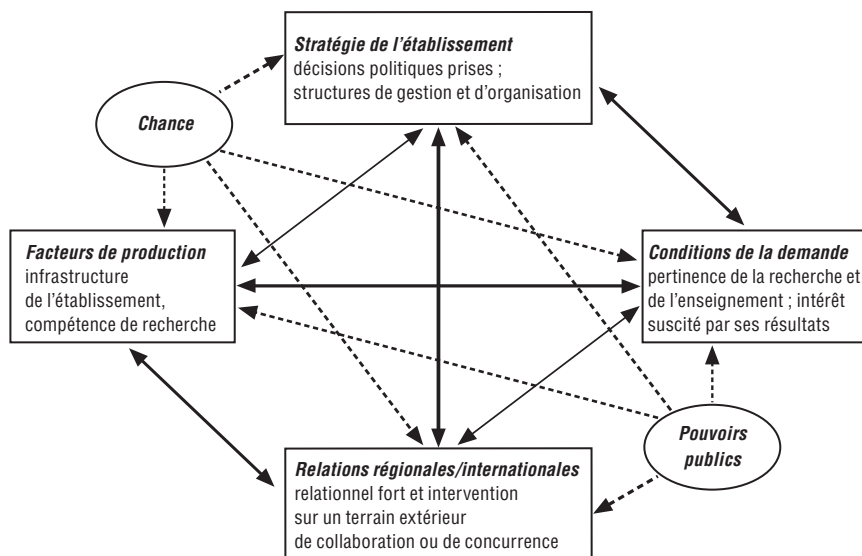 Stratégie de l’établissement
décisions politiques prises ;
structures de gestion et d’organisation
Chance
Facteurs de production
infrastructure
de l’établissement,
compétence de recherche
Conditions de la demande
pertinence de la recherche et
de l’enseignement ; intérêt
suscité par ses résultats
Relations régionales/internationales
relationnel fort et intervention
sur un terrain extérieur
de collaboration ou de concurrence
Pouvoirs
publics